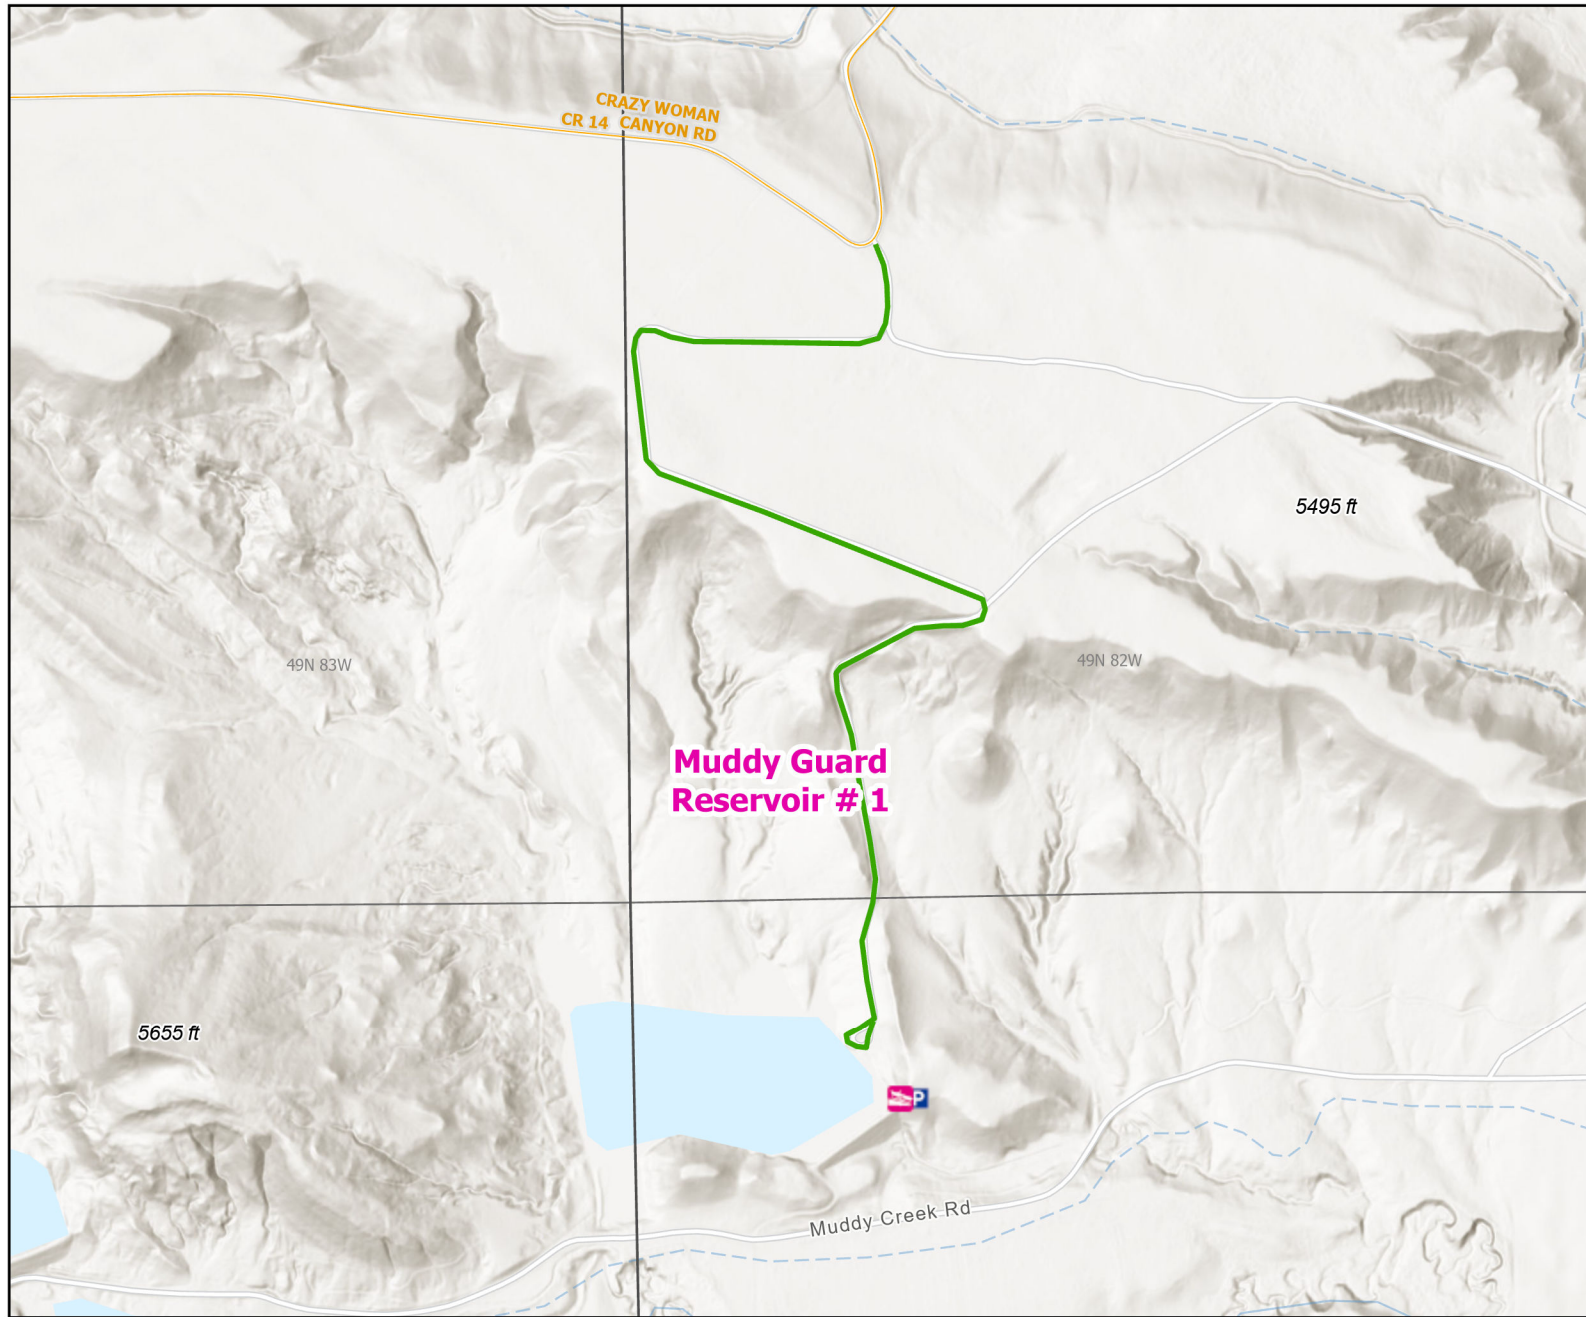 CRAZY WOMAN
CR 14 CANYON RD
5495 ft
49N 83W
49N 82W
Muddy Guard
Reservoir # 1
5655 ft
P
Muddy Creek Rd